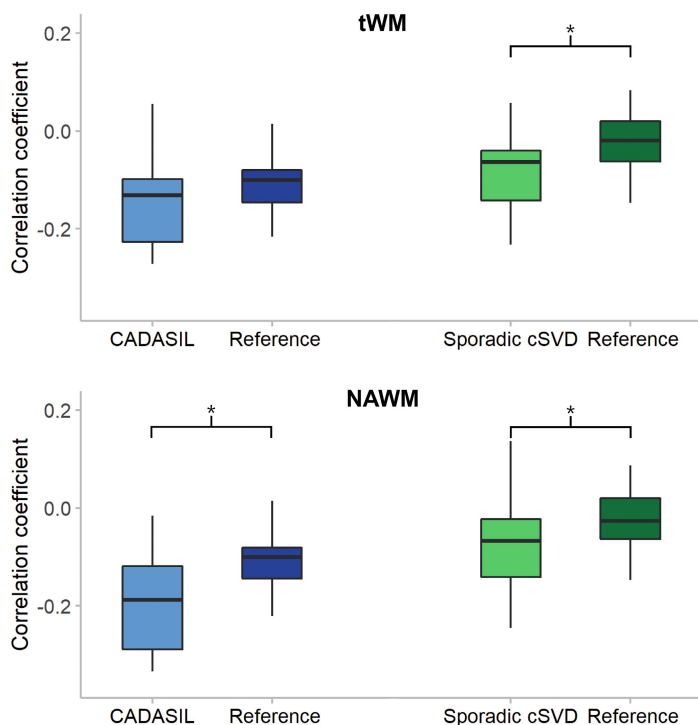 tWM
*
0.2
0.0
-0.2
Correlation coefficient
CADASIL Reference Sporadic cSVD Reference
NAWM
* *
0.2
0.0
-0.2
Correlation coefficient
CADASIL Reference Sporadic cSVD Reference